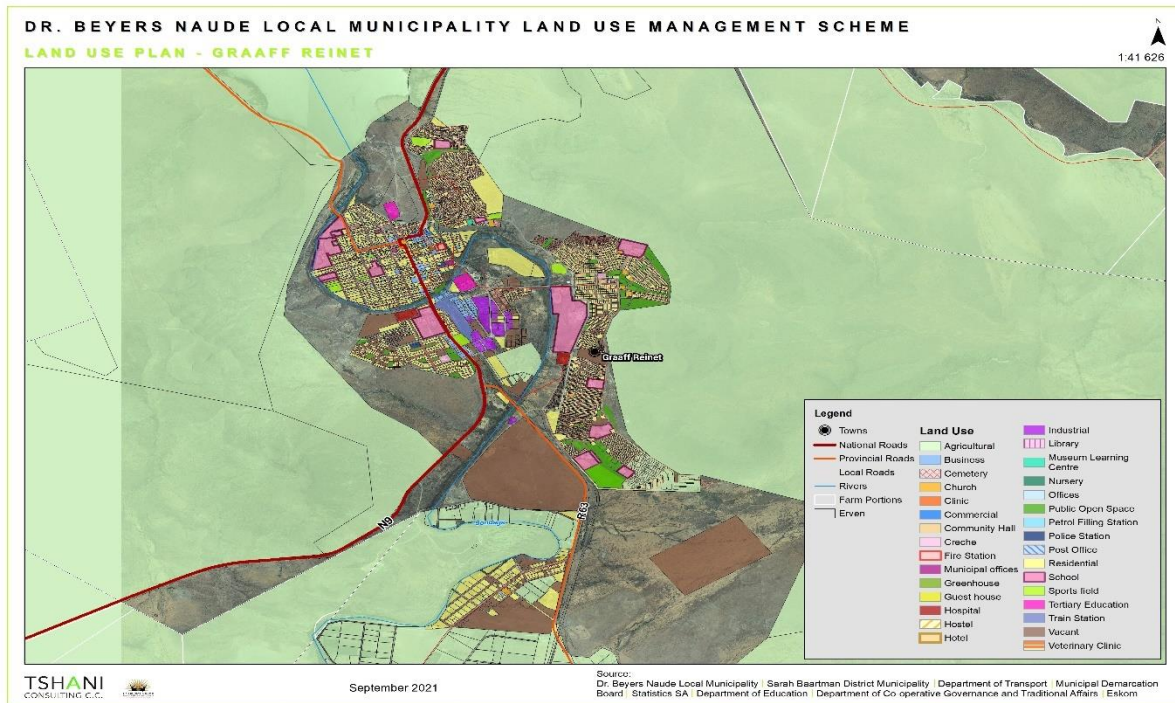 DR. BEYERS NAUDE LOCAL MUNICIPALITY LAND USE MANAGEMENT SCHEME
LAND USE PLAN - GRAAFF REINET
1:41 626
Graaff Reinet
N9
R63
Legend
Towns
National Roads
Provincial Roads
Local Roads
Rivers
Farm Portions
Erven
Land Use
Agricultural
Business
Cemetery
Church
Clinic
Commercial
Community Hall
Creche
Fire Station
Municipal offices
Greenhouse
Guest house
Hospital
Hostel
Hotel
Industrial
Library
Museum Learning
Centre
Nursery
Offices
Public Open Space
Petrol Filling Station
Police Station
Post Office
Residential
School
Sports field
Tertiary Education
Train Station
Vacant
Veterinary Clinic
TSHANI
CONSULTING C.C.
September 2021
Source:
Dr. Beyers Naude Local Municipality | Sarah Baartman District Municipality | Department of Transport | Municipal Demarcation
Board | Statistics SA | Department of Education | Department of Co operative Governance and Traditional Affairs | Eskom